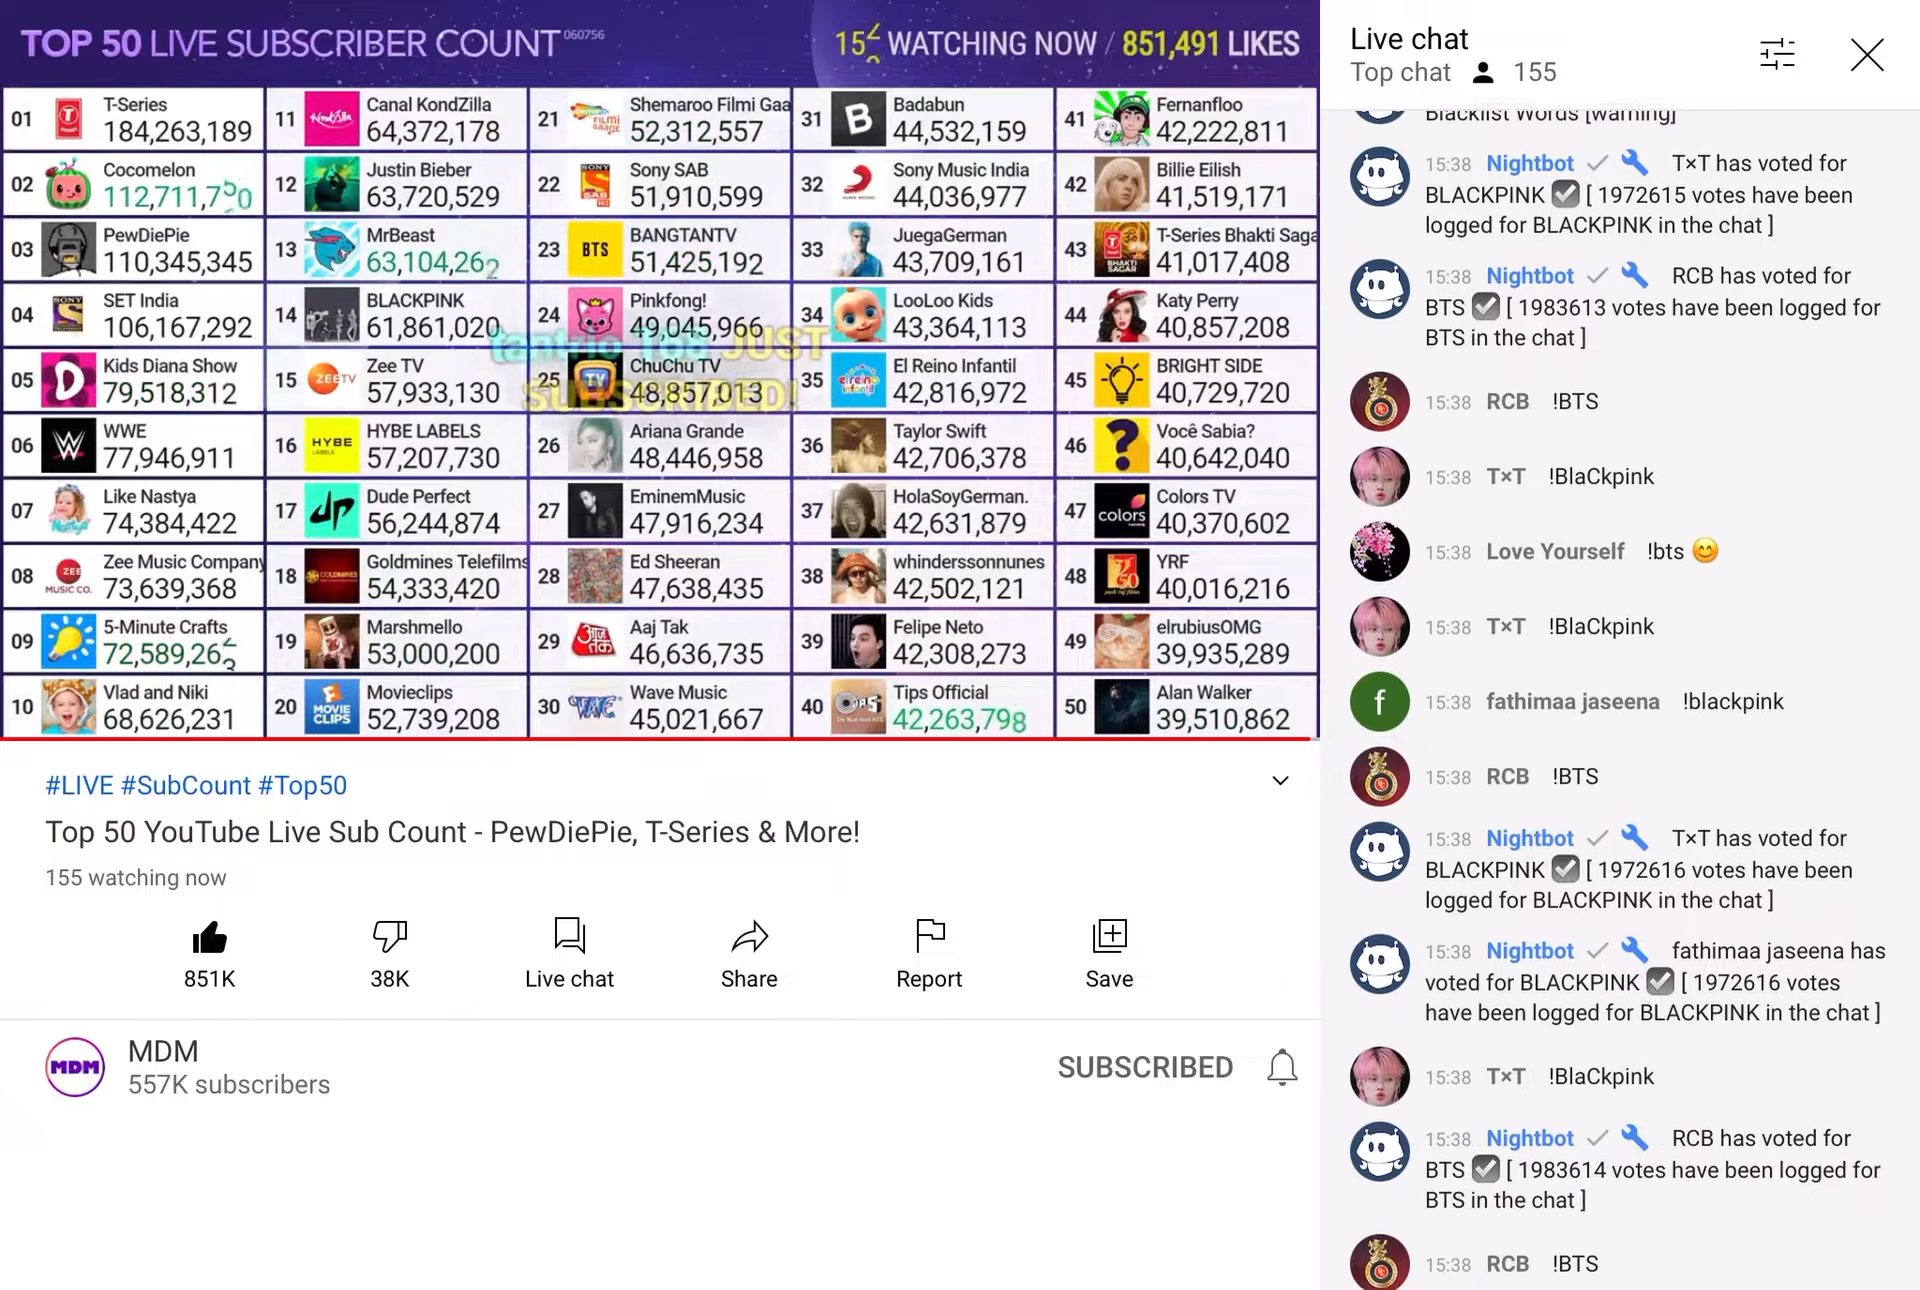 TOP 50 LIVE SUBSCRIBER COUNT 060756
WATCHING NOW / 851,491 LIKES
01 T-Series
184,263,189
02 Cocomelon
03 PewDiePie
110,345,345
04 SET India
106,167,292
05 Kids Diana Show
79,518,312
06 WWE
77,946,911
07 Like Nastya
74,384,422
08 Zee Music Company
73,639,368
09 5-Minute Crafts
10 Vlad and Niki
68,626,231
11 Canal KondZilla
64,372,178
12 Justin Bieber
63,720,529
13 MrBeast
63,104,262
14 BLACKPINK
61,861,020
15 Zee TV
57,933,130
16 HYBE LABELS
57,207,730
17 Dude Perfect
56,244,874
18 Goldmines Telefilms
54,333,420
19 Marshmello
53,000,200
20 Movieclips
52,739,208
21 Shemaroo Filmi Gaa
52,312,557
22 Sony SAB
51,910,599
23 BANGTANTV
51,425,192
24 Pinkfong!
49,045,966
JUST
25 ChuChu TV
48,857,013
SUBSCRIBED!
26 Ariana Grande
48,446,958
27 EminemMusic
47,916,234
28 Ed Sheeran
47,638,435
29 Aaj Tak
46,636,735
30 Wave Music
45,021,667
31 Badabun
44,532,159
32 Sony Music India
44,036,977
33 JuegaGerman
43,709,161
34 LooLoo Kids
43,364,113
35 El Reino Infantil
42,816,972
36 Taylor Swift
42,706,378
37 HolaSoyGerman.
42,631,879
38 whinderssonnunes
42,502,121
39 Felipe Neto
42,308,273
40 Tips Official
42,263,798
41 Fernanfloo
42,222,811
42 Billie Eilish
41,519,171
43 T-Series Bhakti Saga
41,017,408
44 Katy Perry
40,857,208
45 BRIGHT SIDE
40,729,720
46 Você Sabia?
40,642,040
47 Colors TV
40,370,602
48 YRF
40,016,216
49 elrubiusOMG
39,935,289
50 Alan Walker
39,510,862
#LIVE #SubCount #Top50
Top 50 YouTube Live Sub Count - PewDiePie, T-Series & More!
155 watching now
851K
38K
Live chat
Share
Report
Save
MDM
MDM
557K subscribers
SUBSCRIBED
Live chat
Top chat 155
Blacklist Words [warning]
15:38 Nightbot T×T has voted for
BLACKPINK ☑ [ 1972615 votes have been
logged for BLACKPINK in the chat ]
15:38 Nightbot RCB has voted for
BTS ☑ [ 1983613 votes have been logged for
BTS in the chat ]
15:38 RCB !BTS
15:38 T×T !BlaCkpink
15:38 Love Yourself !bts 😊
15:38 T×T !BlaCkpink
f 15:38 fathimaa jaseena !blackpink
15:38 RCB !BTS
15:38 Nightbot T×T has voted for
BLACKPINK ☑ [ 1972616 votes have been
logged for BLACKPINK in the chat ]
15:38 Nightbot fathimaa jaseena has
voted for BLACKPINK ☑ [ 1972616 votes
have been logged for BLACKPINK in the chat ]
15:38 T×T !BlaCkpink
15:38 Nightbot RCB has voted for
BTS ☑ [ 1983614 votes have been logged for
BTS in the chat ]
15:38 RCB !BTS